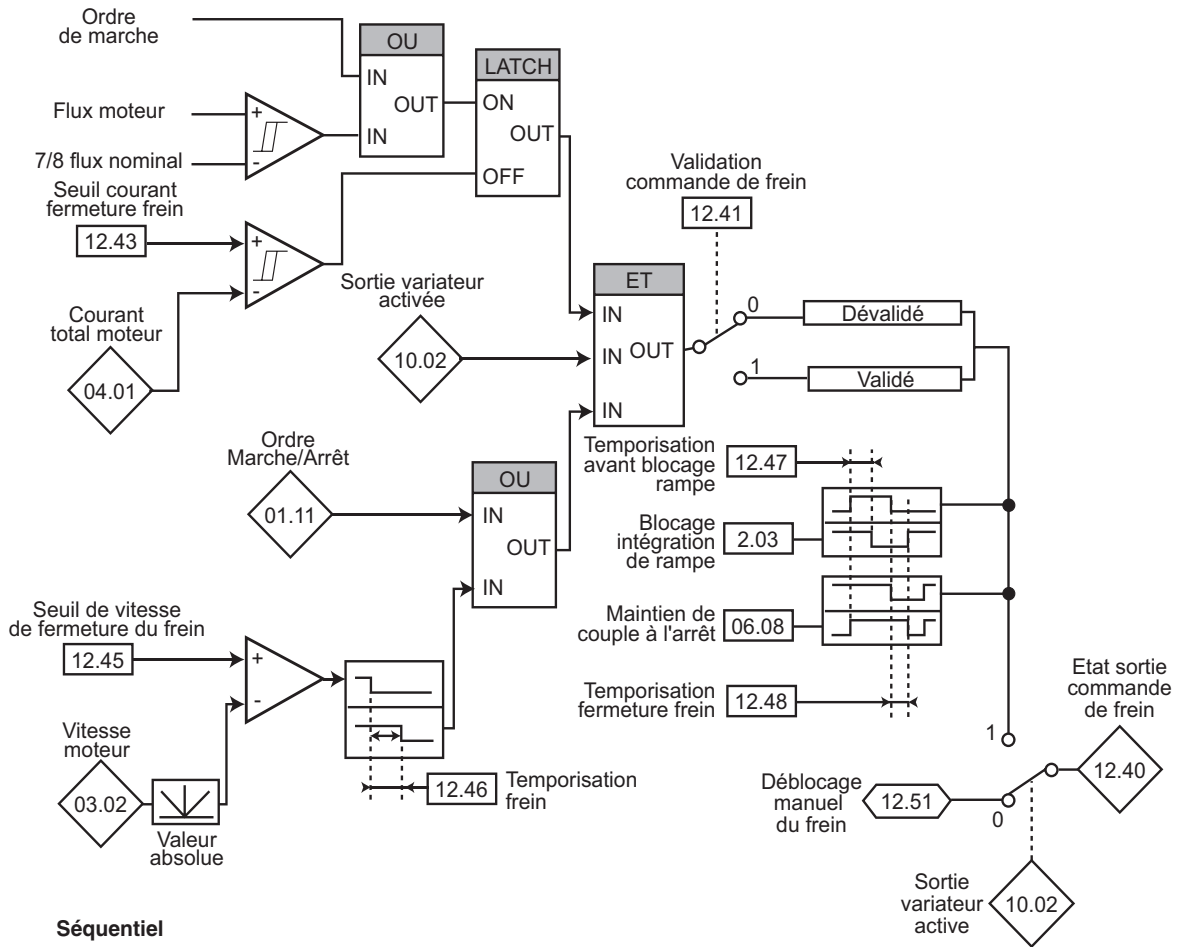 Ordre
de marche
OU
IN
OUT
IN
LATCH
ON
OUT
OFF
Flux moteur
+
-
7/8 flux nominal
Seuil courant
fermeture frein
12.43
+
-
Courant
total moteur
04.01
Sortie variateur
activée
10.02
Validation
commande de frein
12.41
ET
IN
IN
OUT
IN
0
Dévalidé
1
Validé
Ordre
Marche/Arrêt
01.11
OU
IN
OUT
IN
Temporisation
avant blocage
rampe
12.47
Blocage
intégration
de rampe
2.03
Maintien de
couple à l'arrêt
06.08
Temporisation
fermeture frein
12.48
Seuil de vitesse
de fermeture du frein
12.45
+
-
Vitesse
moteur
03.02
Valeur
absolue
12.46
Temporisation
frein
Etat sortie
commande
de frein
12.40
1
Déblocage
manuel
du frein
12.51
0
Sortie
variateur
active
10.02
Séquentiel